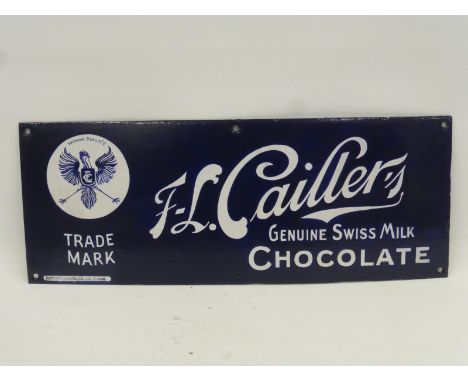 TRADE
MARK
F-L. Cailler's
GENUINE SWISS MILK
CHOCOLATE